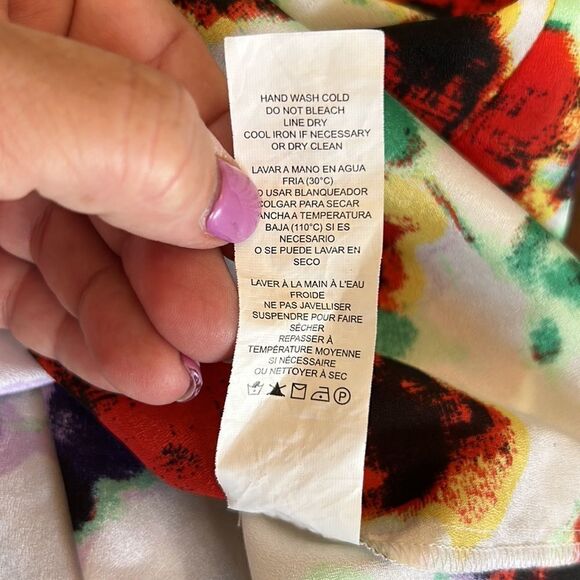 HAND WASH COLD
DO NOT BLEACH
LINE DRY
COOL IRON IF NECESSARY
OR DRY CLEAN
LAVAR A MANO EN AGUA
FRIA (30°C)
O USAR BLANQUEADOR
COLGAR PARA SECAR
ANCHA A TEMPERATURA
BAJA (110°C) SI ES
NECESARIO
O SE PUEDE LAVAR EN
SECO
LAVER À LA MAIN À L'EAU
FROIDE
NE PAS JAVELLISER
SUSPENDRE POUR FAIRE
SÉCHER
REPASSER À
TEMPÉRATURE MOYENNE
SI NÉCESSAIRE
OU NETTOYER À SEC
P